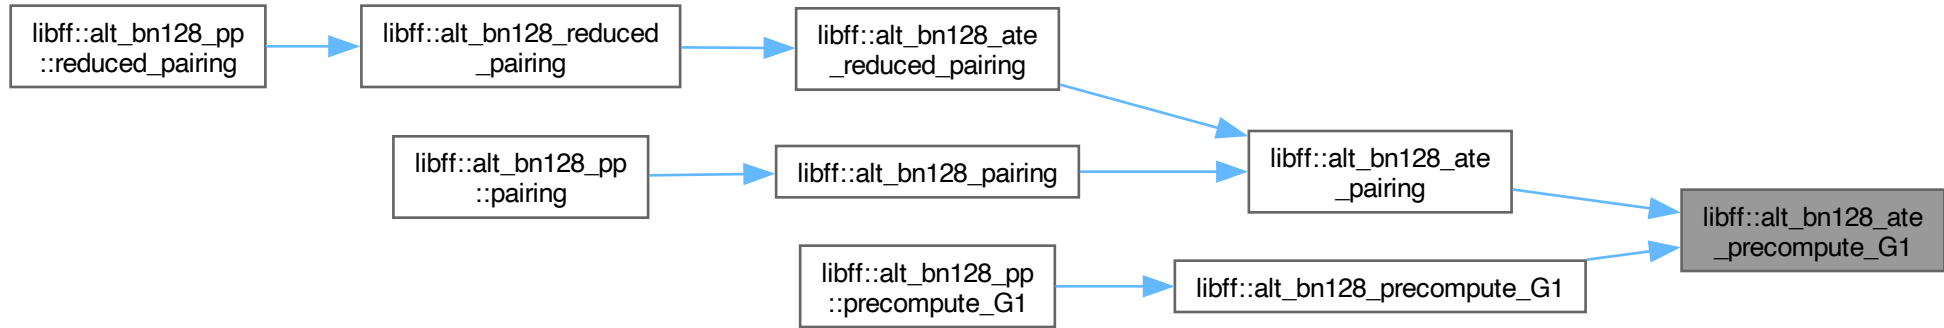 libff::alt_bn128_pp
::reduced_pairing
libff::alt_bn128_reduced
_pairing
libff::alt_bn128_ate
_reduced_pairing
libff::alt_bn128_pp
::pairing
libff::alt_bn128_pairing
libff::alt_bn128_ate
_pairing
libff::alt_bn128_ate
_precompute_G1
libff::alt_bn128_pp
::precompute_G1
libff::alt_bn128_precompute_G1